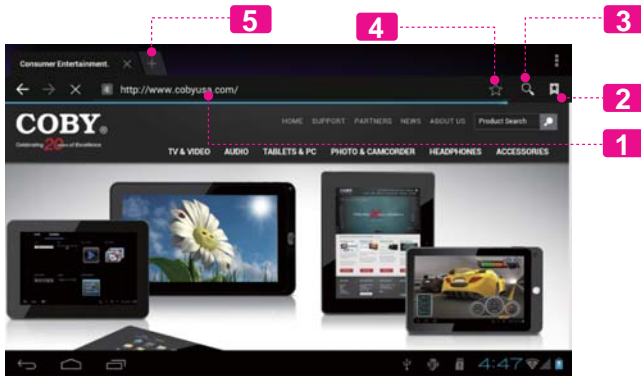 5
4
3
Consumer Entertainment.
http://www.cobyusa.com/
2
COBY®
HOME SUPPORT PARTNERS NEWS ABOUT US Product Search
Celebrating 20 years of Excellence
1
TV & VIDEO AUDIO TABLETS & PC PHOTO & CAMCORDER HEADPHONES ACCESSORIES
COBY
4:47